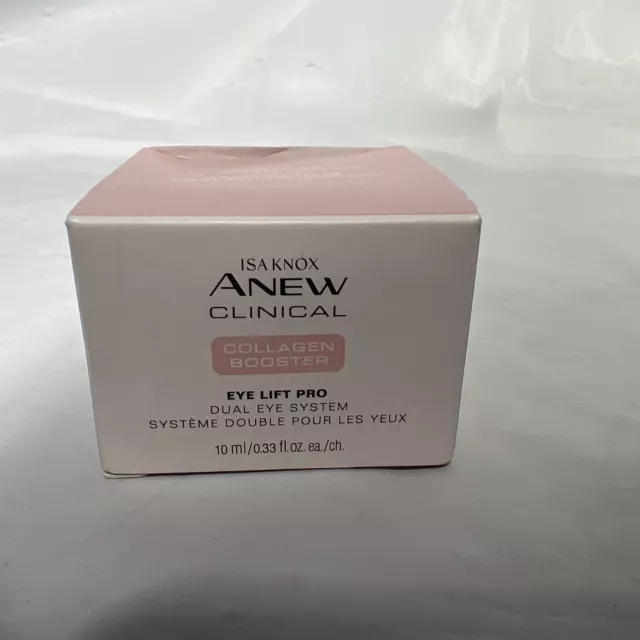 ISA KNOX
ANEW
CLINICAL
COLLAGEN
BOOSTER
EYE LIFT PRO
DUAL EYE SYSTEM
SYSTÈME DOUBLE POUR LES YEUX
10 ml/0.33 fl.oz. ea./ch.